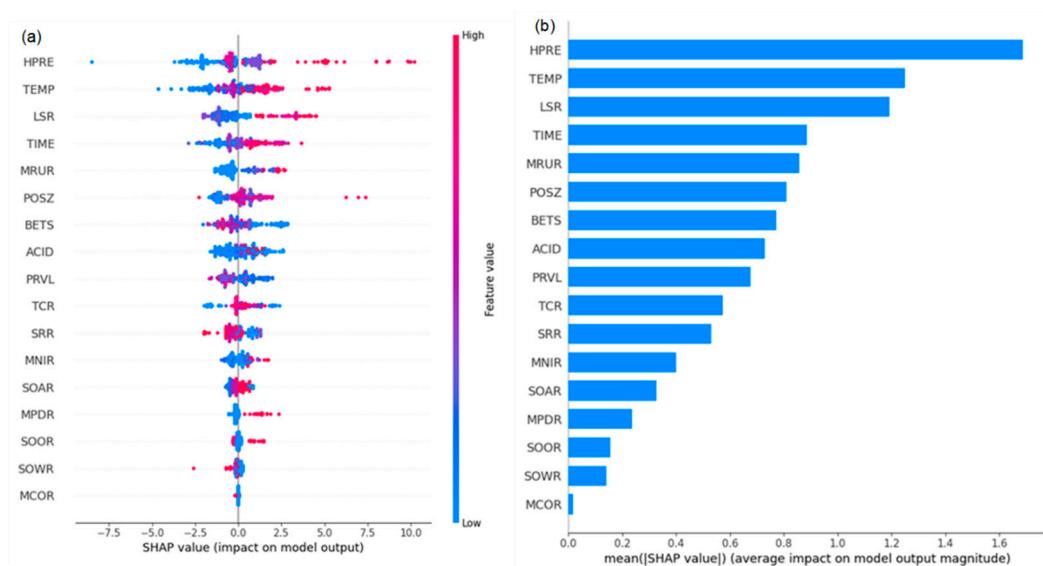 (a)
High
HPRE
TEMP
LSR
TIME
MRUR
POSZ
BETS
ACID
PRVL
TCR
SRR
MNIR
SOAR
MPDR
SOOR
SOWR
MCOR
Feature value
Low
-7.5 -5.0 -2.5 0.0 2.5 5.0 7.5 10.0
SHAP value (impact on model output)
(b)
HPRE
TEMP
LSR
TIME
MRUR
POSZ
BETS
ACID
PRVL
TCR
SRR
MNIR
SOAR
MPDR
SOOR
SOWR
MCOR
0.0 0.2 0.4 0.6 0.8 1.0 1.2 1.4 1.6
mean(|SHAP value|) (average impact on model output magnitude)